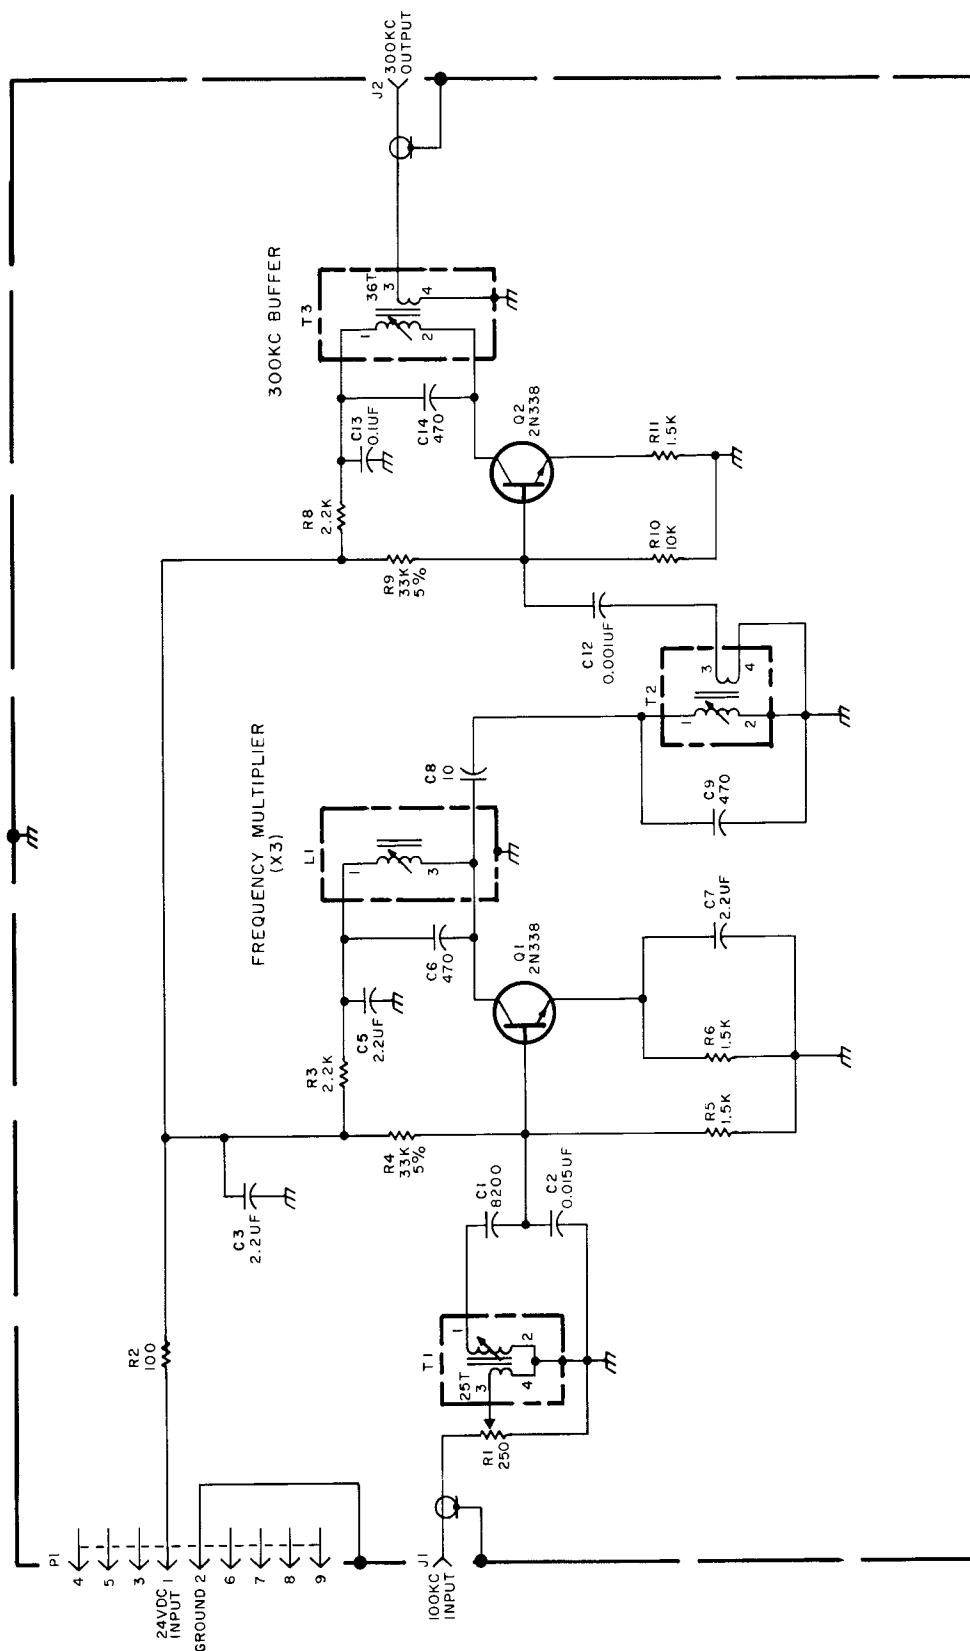 P1
4
5
3
24VDC 1
INPUT
GROUND 2
6
7
8
9
100KC J1
INPUT
R2
100
R1
250
T1
25T
1
2
3
4
C3
2.2UF
C1
8200
C2
0.015UF
R4
33K
5%
R3
2.2K
C5
2.2UF
R5
1.5K
R6
1.5K
C7
2.2UF
Q1
2N338
C6
470
FREQUENCY MULTIPLIER
(X3)
L1
1
3
C8
10
C9
470
T2
1
2
3
4
C12
0.001UF
R9
33K
5%
R8
2.2K
C13
0.1UF
R10
10K
R11
1.5K
Q2
2N338
C14
470
300KC BUFFER
T3
36T
1
2
3
4
J2 300KC
OUTPUT